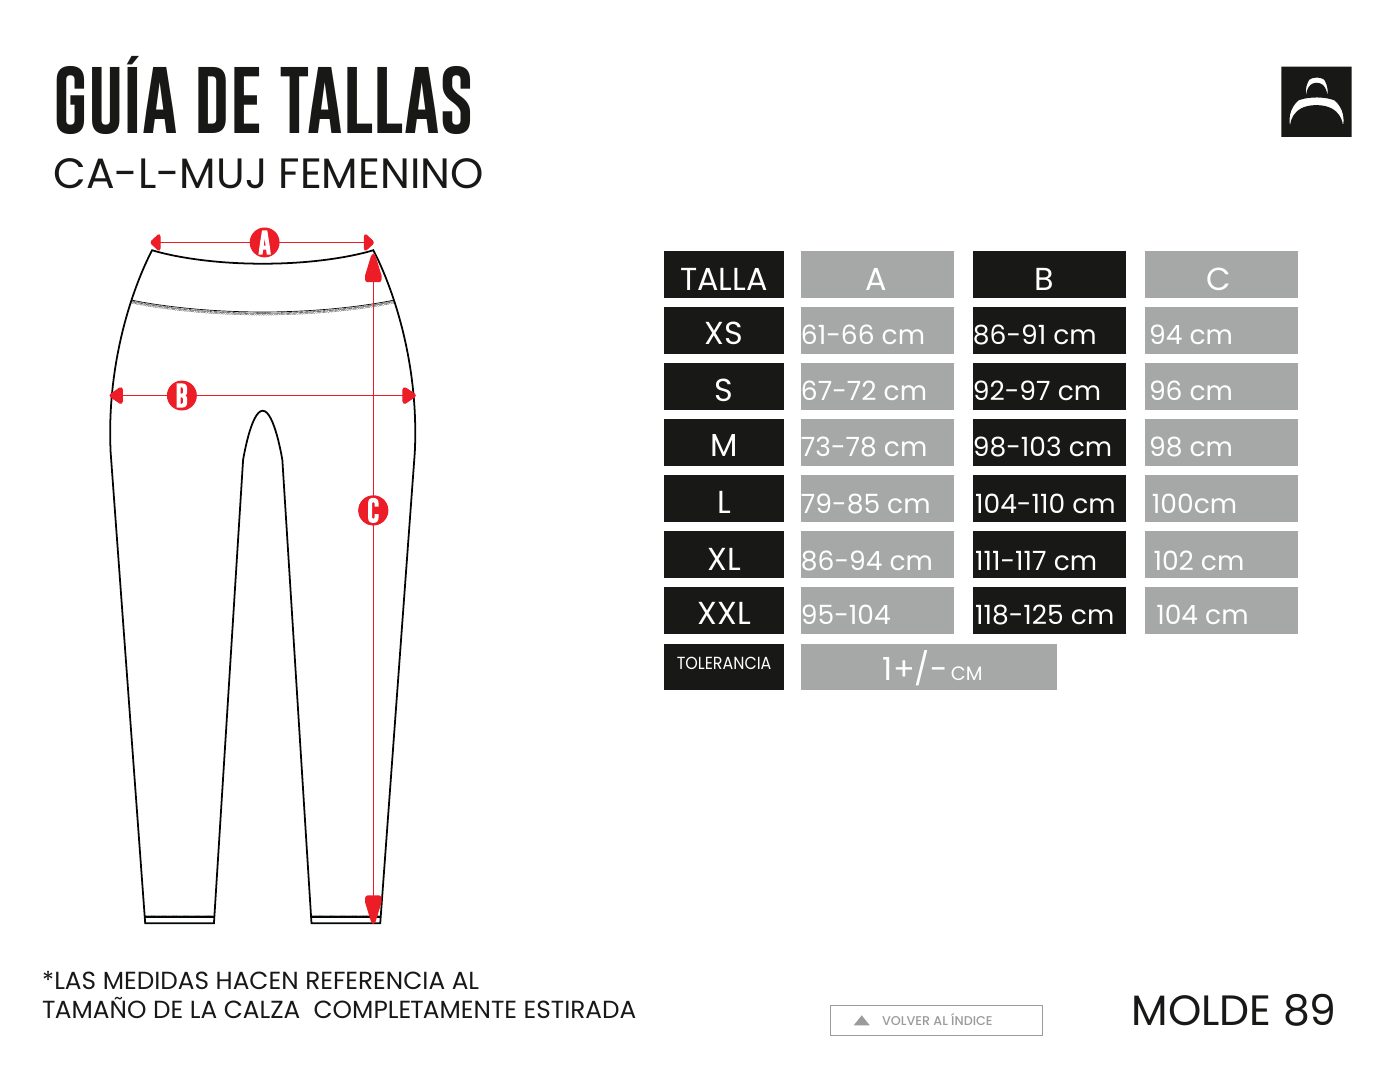 GUÍA DE TALLAS
CA-L-MUJ FEMENINO
A
B
C
TALLA A B C
XS 61-66 cm 86-91 cm 94 cm
S 67-72 cm 92-97 cm 96 cm
M 73-78 cm 98-103 cm 98 cm
L 79-85 cm 104-110 cm 100cm
XL 86-94 cm 111-117 cm 102 cm
XXL 95-104 118-125 cm 104 cm
TOLERANCIA 1+/- CM
*LAS MEDIDAS HACEN REFERENCIA AL
TAMAÑO DE LA CALZA COMPLETAMENTE ESTIRADA
VOLVER AL ÍNDICE
MOLDE 89